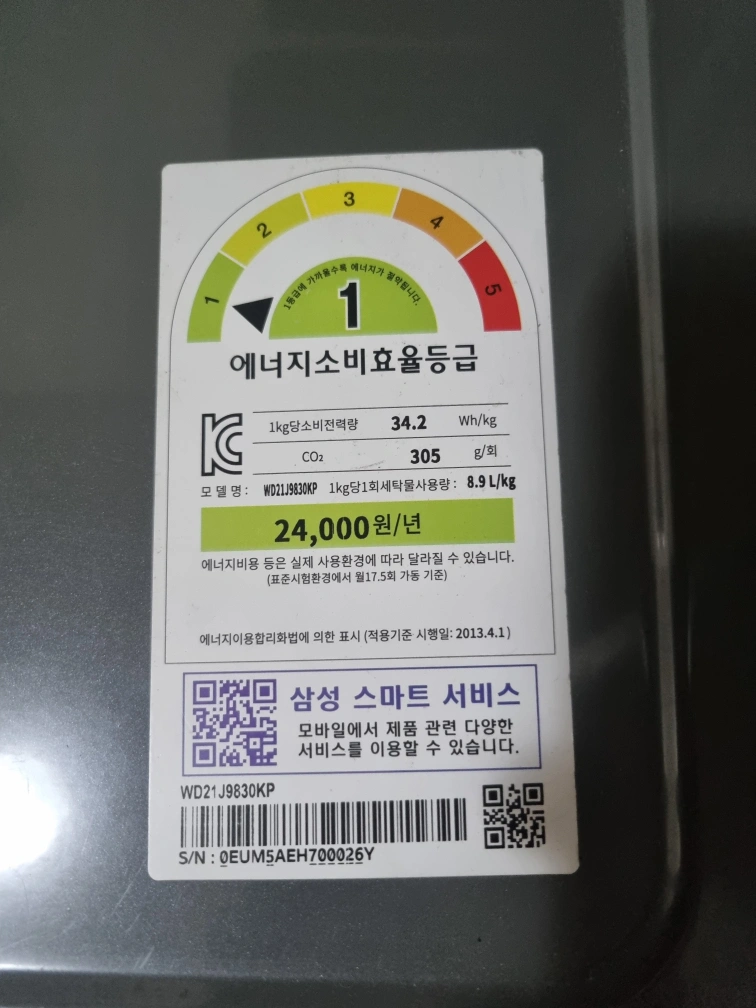 1 2 3 4 5
1등급에 가까울수록 에너지가 절약됩니다.
1
에너지소비효율등급
1kg당소비전력량 34.2 Wh/kg
CO₂ 305 g/회
모델명: WD21J9830KP 1kg당1회세탁물사용량: 8.9 L/kg
24,000원/년
에너지비용 등은 실제 사용환경에 따라 달라질 수 있습니다.
(표준시험환경에서 월17.5회 가동 기준)
에너지이용합리화법에 의한 표시 (적용기준 시행일: 2013.4.1)
삼성 스마트 서비스
모바일에서 제품 관련 다양한
서비스를 이용할 수 있습니다.
WD21J9830KP
S/N : 0EUM5AEH700026Y